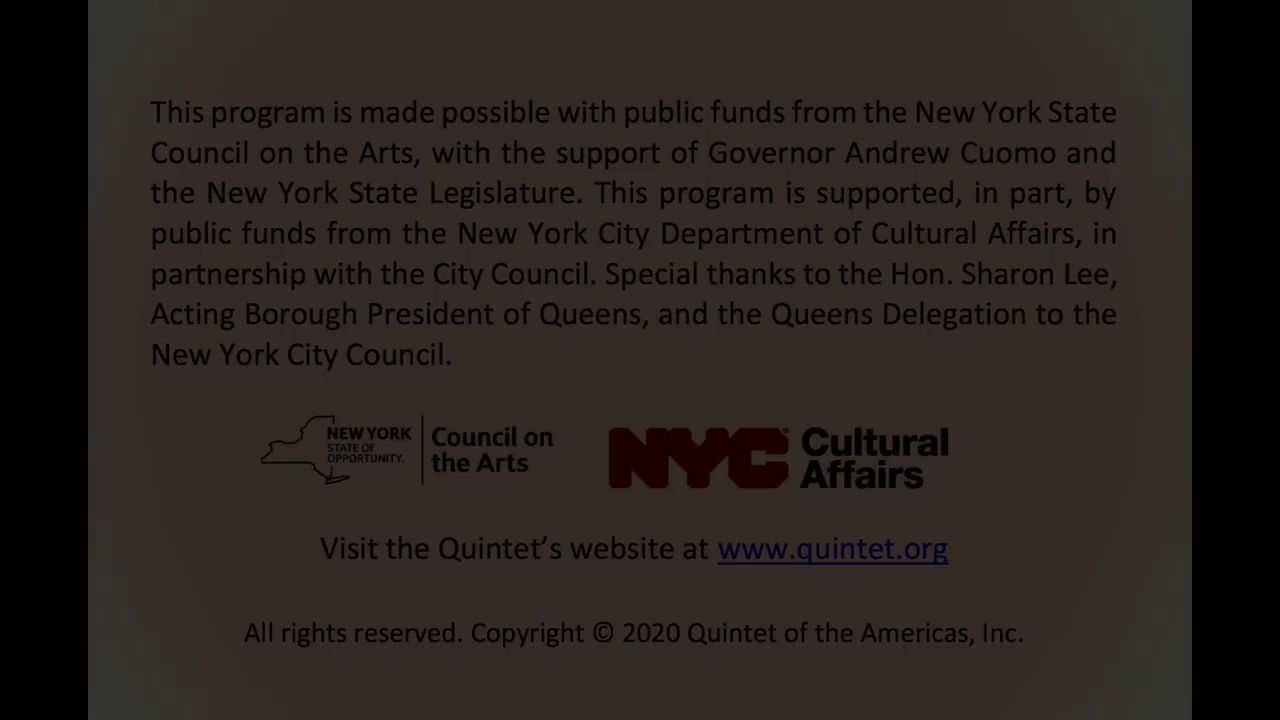 This program is made possible with public funds from the New York State
Council on the Arts, with the support of Governor Andrew Cuomo and
the New York State Legislature. This program is supported, in part, by
public funds from the New York City Department of Cultural Affairs, in
partnership with the City Council. Special thanks to the Hon. Sharon Lee,
Acting Borough President of Queens, and the Queens Delegation to the
New York City Council.
NEW YORK
STATE OF
OPPORTUNITY.
Council on
the Arts
NYC
Cultural
Affairs
Visit the Quintet’s website at www.quintet.org
All rights reserved. Copyright © 2020 Quintet of the Americas, Inc.